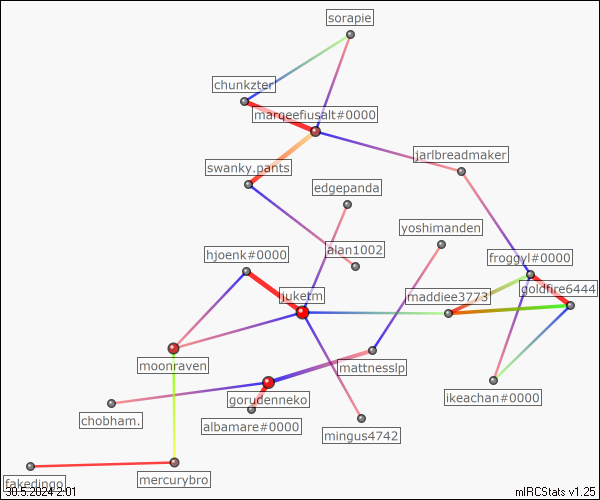 sorapie
chunkzter
marqeefiusalt#0000
jarlbreadmaker
swanky.pants
edgepanda
yoshimanden
alan1002
hjoenk#0000
froggyl#0000
goldfire6444
juketm
maddiee3773
moonraven
mattnesslp
gorudenneko
ikeachan#0000
chobham.
albamare#0000
mingus4742
mercurybro
fakedingo
30.5.2024 2:01
mIRCStats v1.25